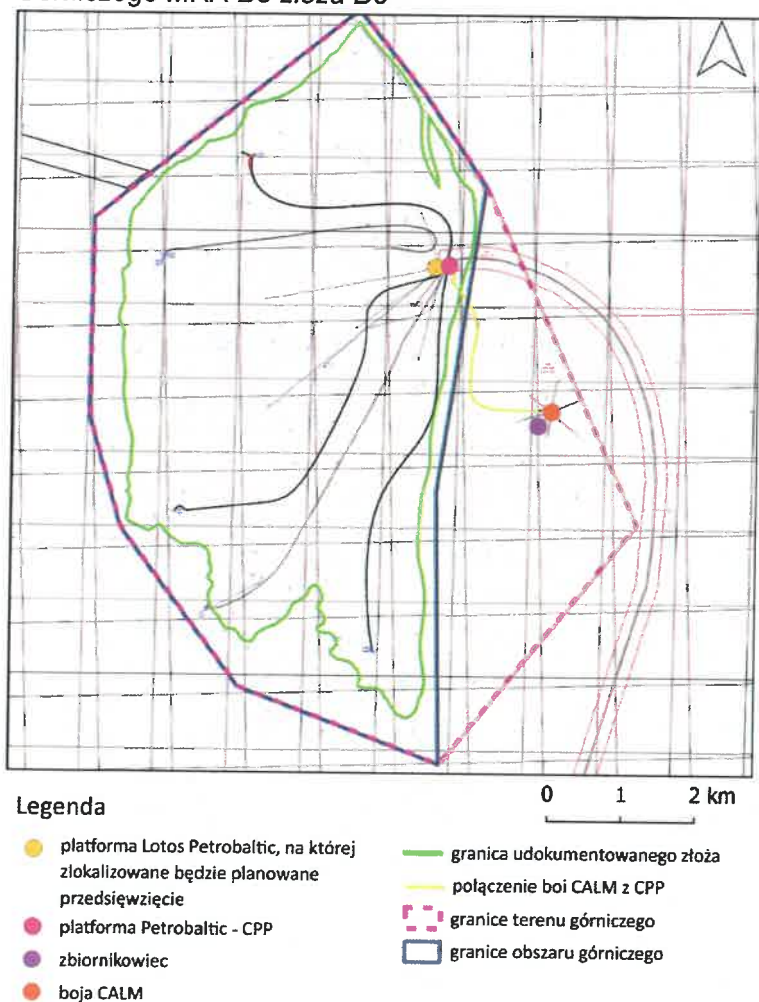 Legenda
0 1 2 km
platforma Lotos Petrobaltic, na której
zlokalizowane będzie planowane
przedsięwzięcie
platforma Petrobaltic - CPP
zbiornikowiec
boja CALM
granica udokumentowanego złoża
połączenie boi CALM z CPP
granice terenu górniczego
granice obszaru górniczego